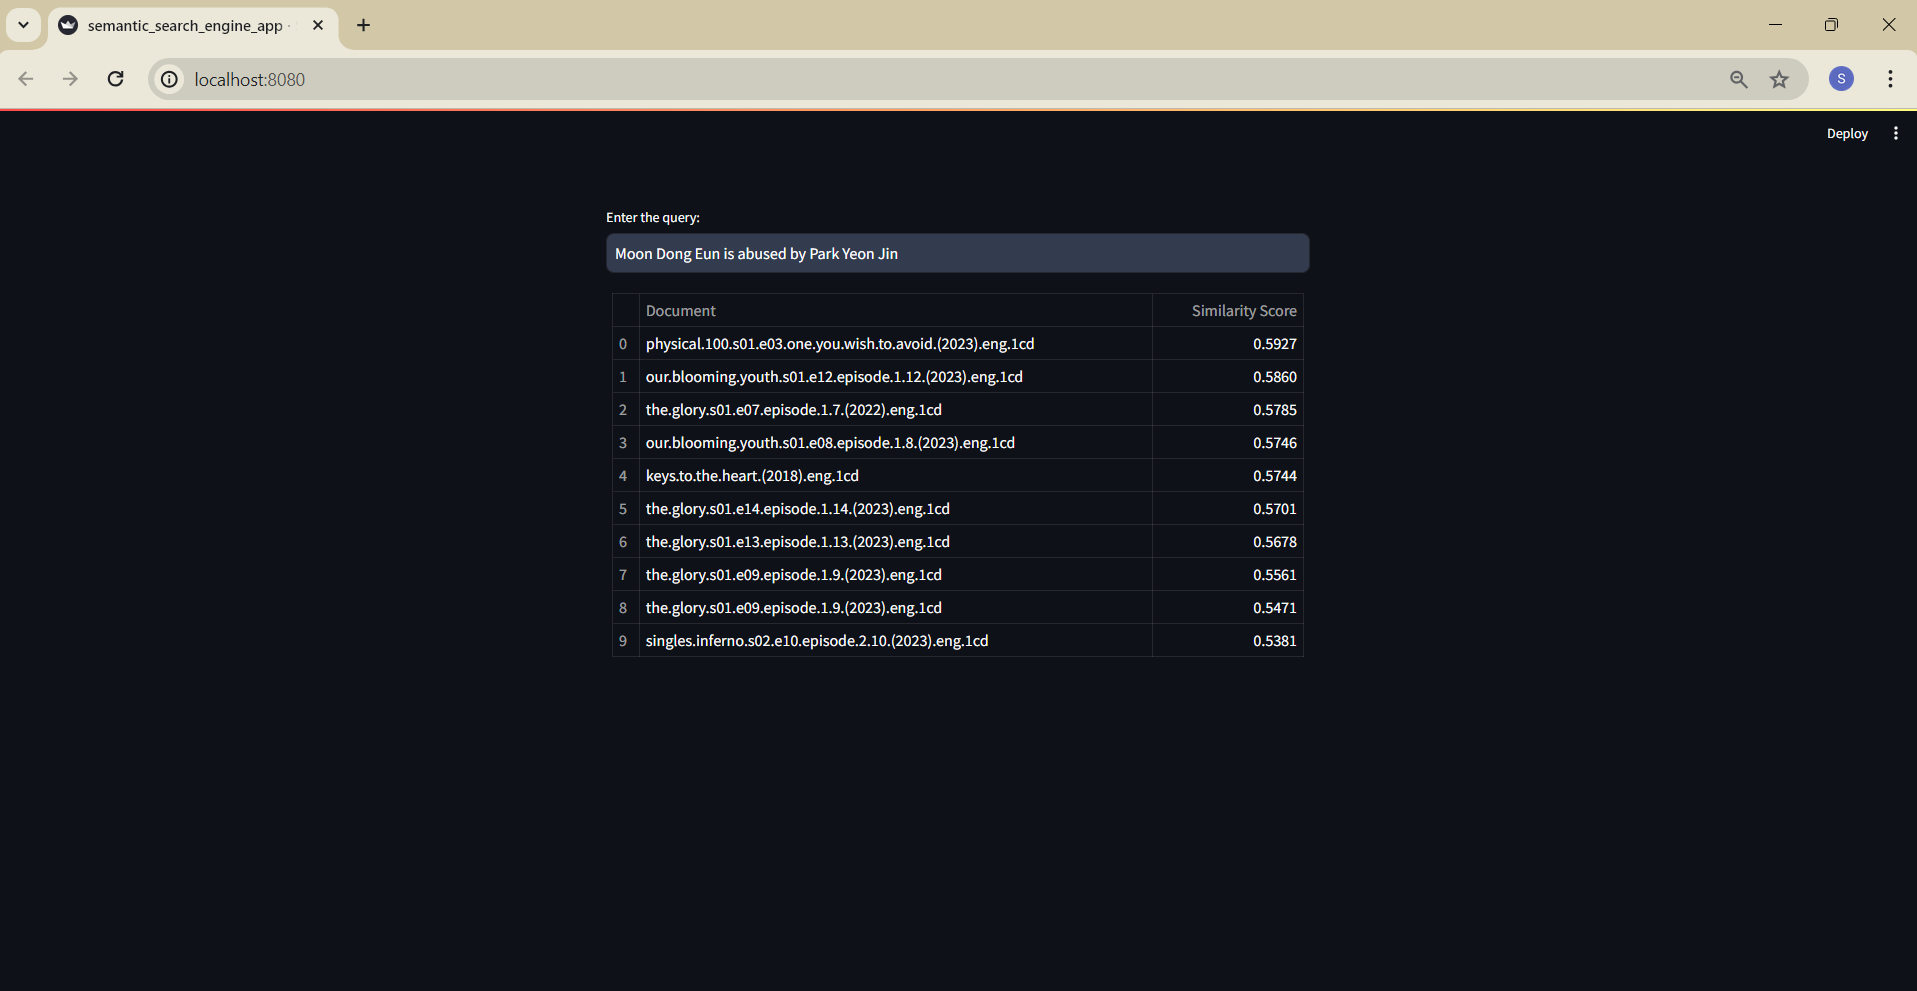 semantic_search_engine_app ·
localhost:8080
S
Deploy
Enter the query:
Moon Dong Eun is abused by Park Yeon Jin
Document Similarity Score
0 physical.100.s01.e03.one.you.wish.to.avoid.(2023).eng.1cd 0.5927
1 our.blooming.youth.s01.e12.episode.1.12.(2023).eng.1cd 0.5860
2 the.glory.s01.e07.episode.1.7.(2022).eng.1cd 0.5785
3 our.blooming.youth.s01.e08.episode.1.8.(2023).eng.1cd 0.5746
4 keys.to.the.heart.(2018).eng.1cd 0.5744
5 the.glory.s01.e14.episode.1.14.(2023).eng.1cd 0.5701
6 the.glory.s01.e13.episode.1.13.(2023).eng.1cd 0.5678
7 the.glory.s01.e09.episode.1.9.(2023).eng.1cd 0.5561
8 the.glory.s01.e09.episode.1.9.(2023).eng.1cd 0.5471
9 singles.inferno.s02.e10.episode.2.10.(2023).eng.1cd 0.5381